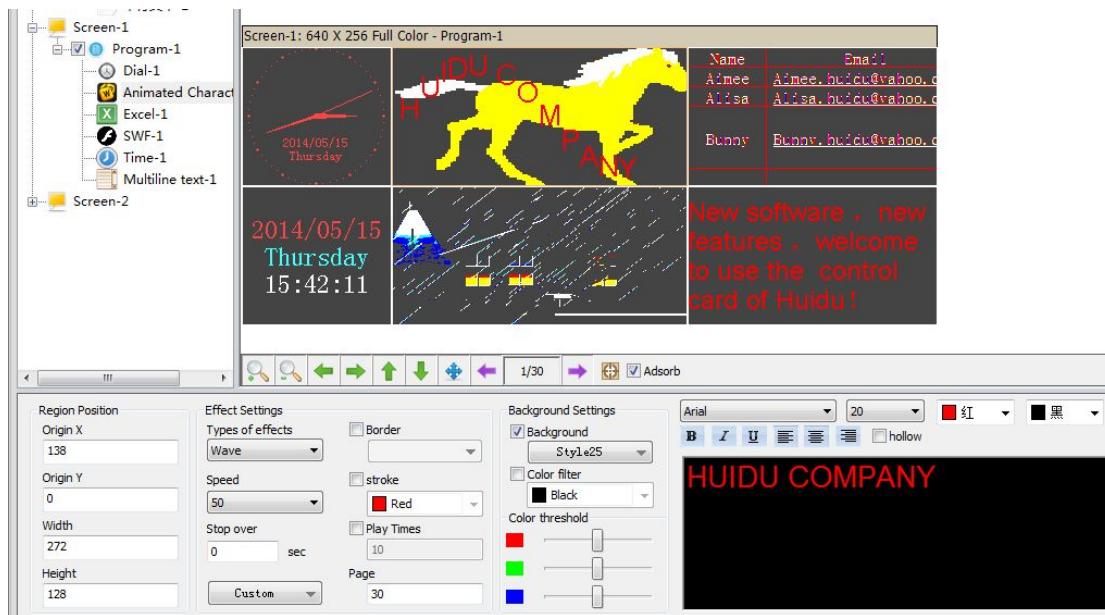 Screen-1
Program-1
Dial-1
Animated Charact
Excel-1
SWF-1
Time-1
Multiline text-1
Screen-2
Screen-1: 640 X 256 Full Color - Program-1
2014/05/15
Thursday
HUIDU COMPANY
Name Email
Aimee Aimee.huidu@yahoo.c
Alisa Alisa.huidu@yahoo.c
Bunny Bunny.huidu@yahoo.c
2014/05/15
Thursday
15:42:11
New software , new
features , welcome
to use the control
card of Huidu!
1/30
Adsorb
Region Position
Origin X
138
Origin Y
0
Width
272
Height
128
Effect Settings
Types of effects
Wave
Speed
50
Stop over
0 sec
Custom
Border
stroke
Red
Play Times
10
Page
30
Background Settings
Background
Style25
Color filter
Black
Color threshold
Arial 20 红 黑
B I U hollow
HUIDU COMPANY